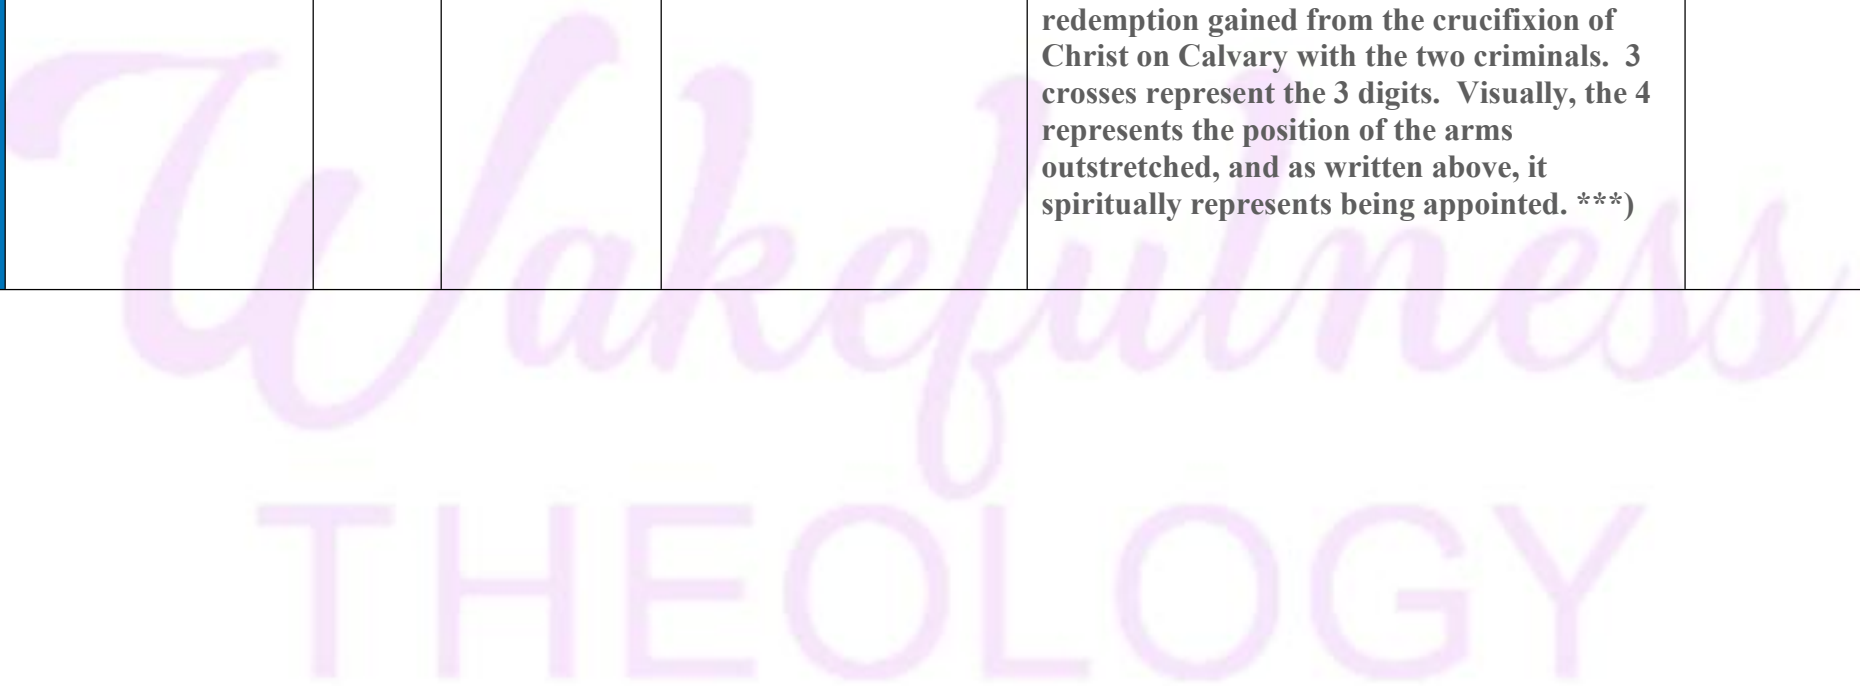 redemption gained from the crucifixion of
Christ on Calvary with the two criminals.  3
crosses represent the 3 digits.  Visually, the 4
represents the position of the arms
outstretched, and as written above, it
spiritually represents being appointed. ***)
Wakefulness
THEOLOGY